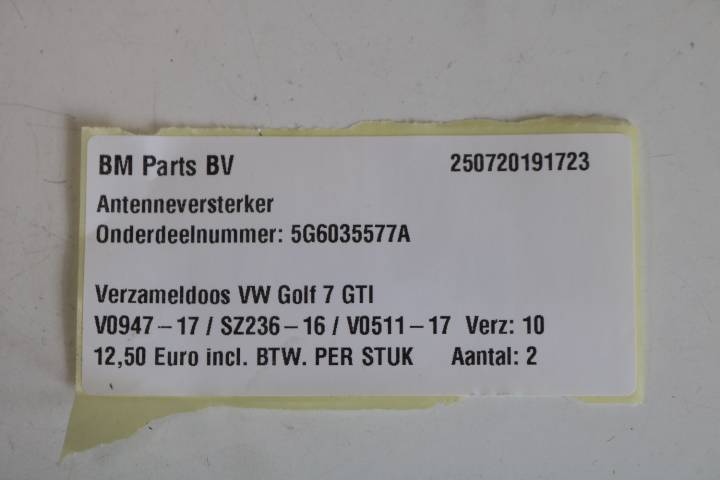 BM Parts BV 250720191723
Antenneversterker
Onderdeelnummer: 5G6035577A
Verzameldoos VW Golf 7 GTI
V0947-17 / SZ236-16 / V0511-17 Verz: 10
12,50 Euro incl. BTW. PER STUK Aantal: 2